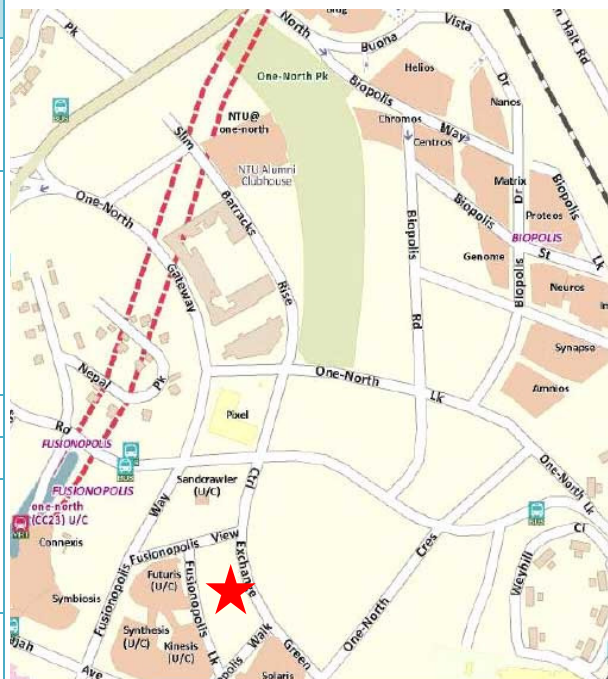 Pk
North
Buona
Vista
Dr
One-North Pk
Helios
Biopolis
Way
Nanos
NTU@
one-north
Chromos
Centros
Slim
Barracks
Rise
NTU Alumni
Clubhouse
Matrix
Dr
Biopolis
Lk
One-North
Gateway
Biopolis
Rd
Biopolis
St
BIOPOLIS
Proteos
Genome
Biopolis
Neuros
Synapse
Amnios
Nepal
Pk
One-North
Lk
Pixel
Rd
FUSIONOPOLIS
FUSIONOPOLIS
one-north
(CC23) U/C
Sandcrawler
(U/C)
Ctrl
Exchange
Green
Way
Fusionopolis
Fusionopolis
View
Connexis
Symbiosis
Futuris
(U/C)
Synthesis
(U/C)
Kinesis
(U/C)
Fusionopolis
Lk
Walk
Solaris
One-North
Cres
One-North Lk
BUS
Weyhill
Cl
Ave